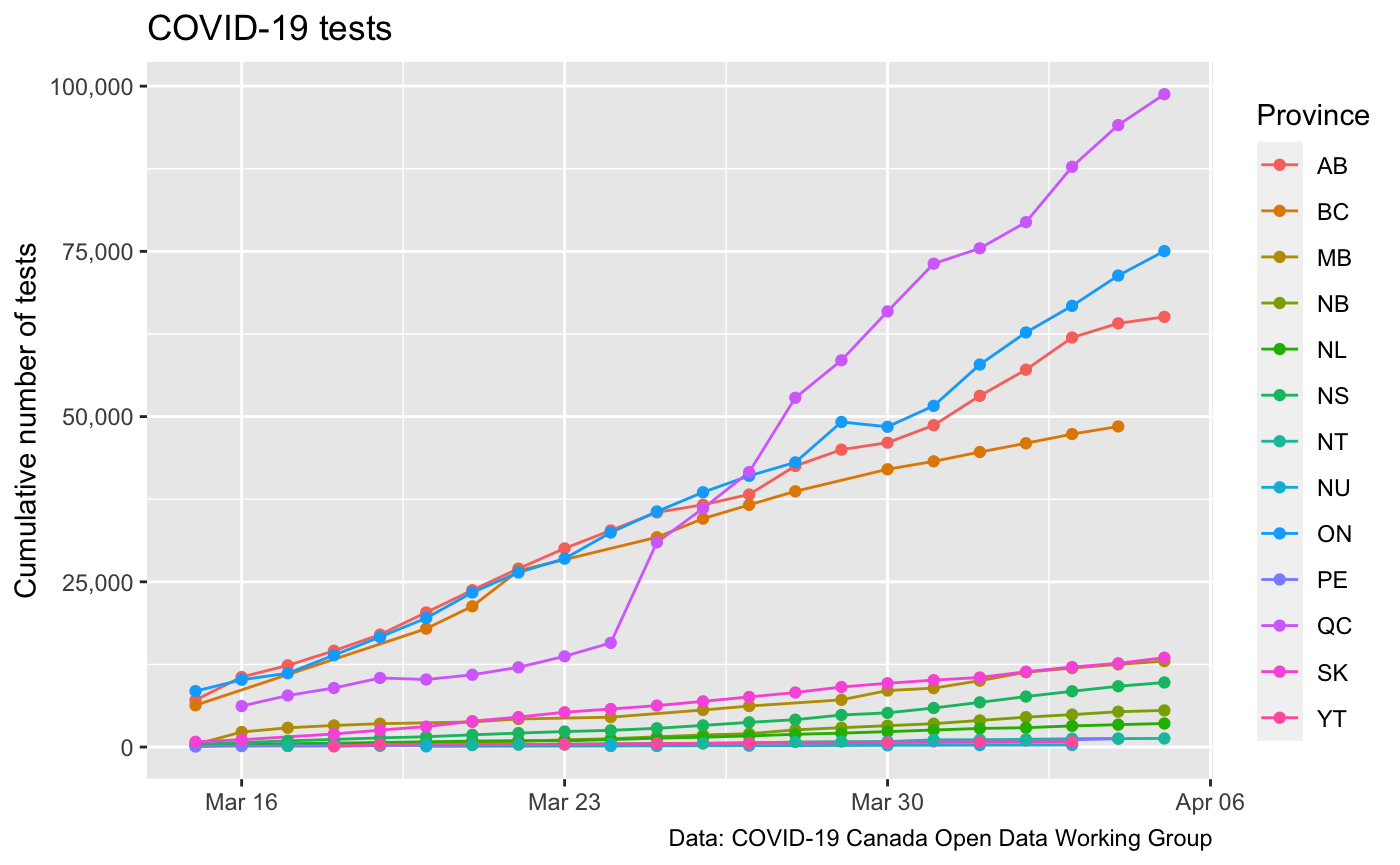 COVID-19 tests
Cumulative number of tests
100,000
75,000
50,000
25,000
0
Mar 16
Mar 23
Mar 30
Apr 06
Province
AB
BC
MB
NB
NL
NS
NT
NU
ON
PE
QC
SK
YT
Data: COVID-19 Canada Open Data Working Group